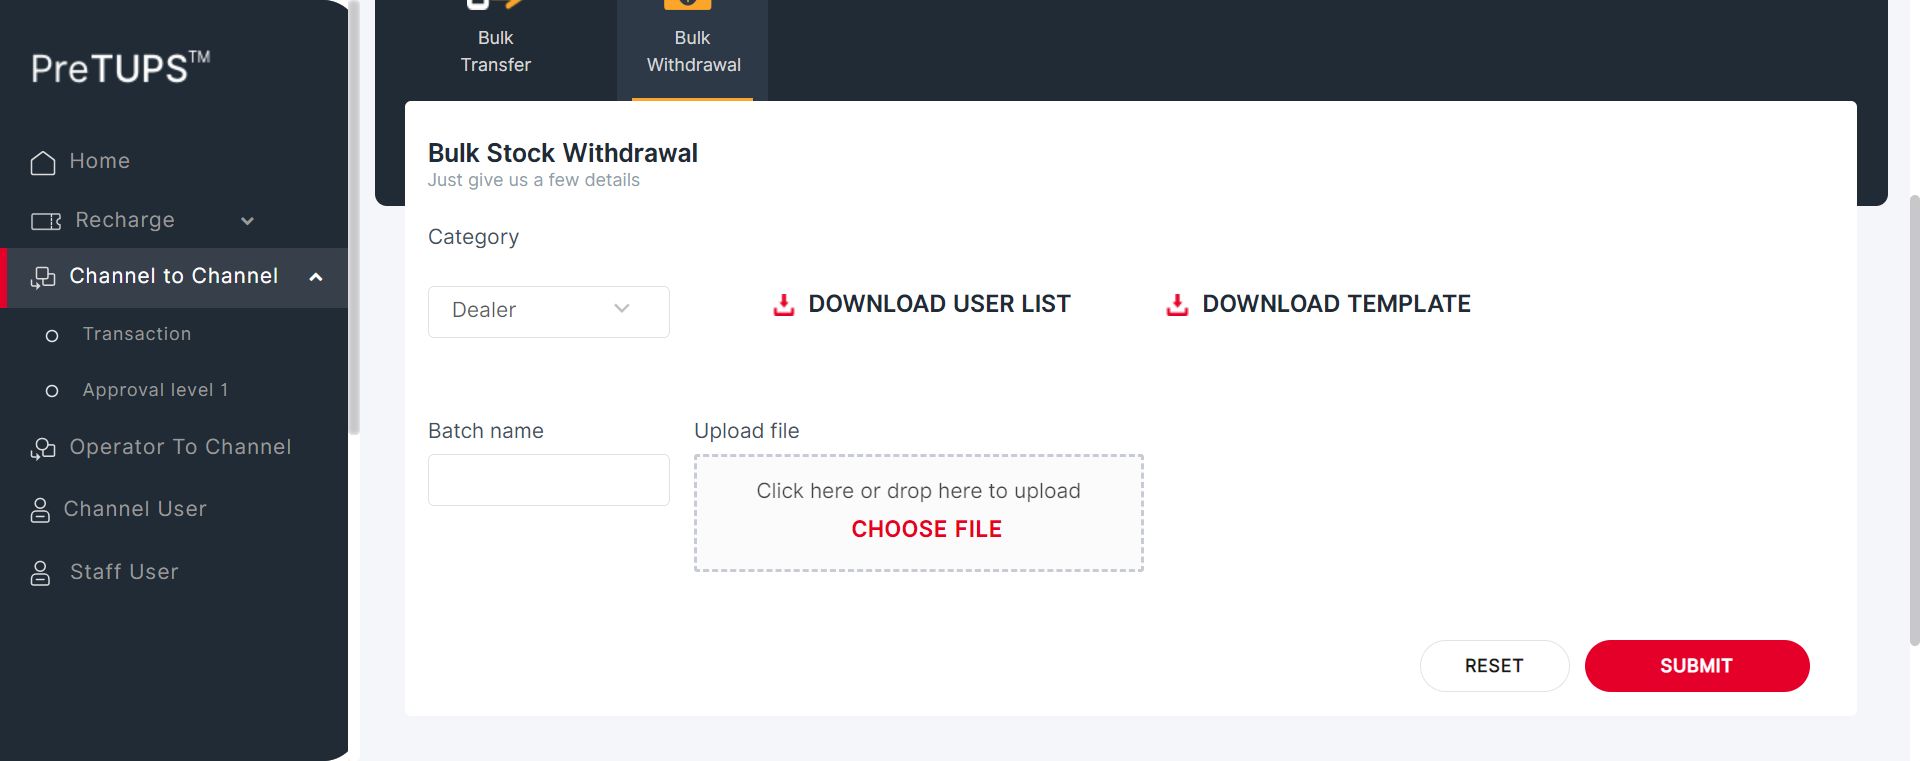 PreTUPS™
Home
Recharge
Channel to Channel
Transaction
Approval level 1
Operator To Channel
Channel User
Staff User
Bulk
Transfer
Bulk
Withdrawal
Bulk Stock Withdrawal
Just give us a few details
Category
Dealer
DOWNLOAD USER LIST
DOWNLOAD TEMPLATE
Batch name
Upload file
Click here or drop here to upload
CHOOSE FILE
RESET
SUBMIT